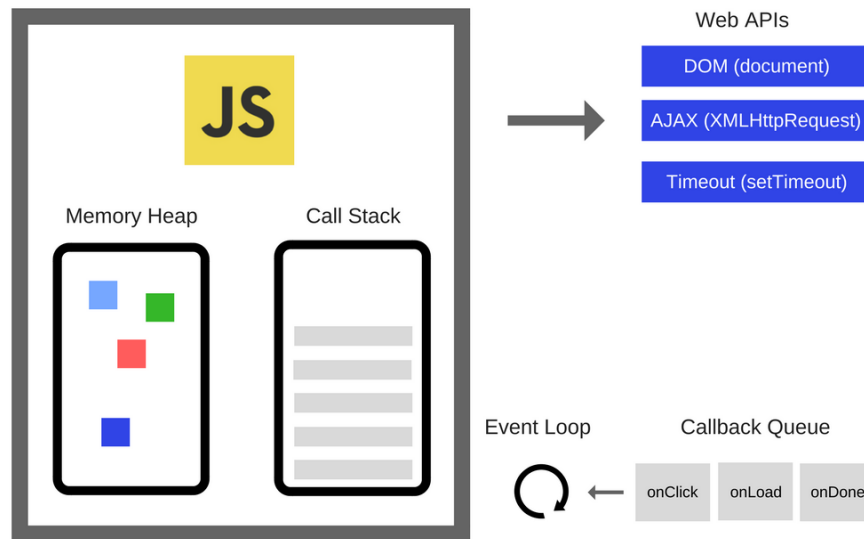 JS
Memory Heap
Call Stack
Web APIs
DOM (document)
AJAX (XMLHttpRequest)
Timeout (setTimeout)
Event Loop
Callback Queue
onClick
onLoad
onDone